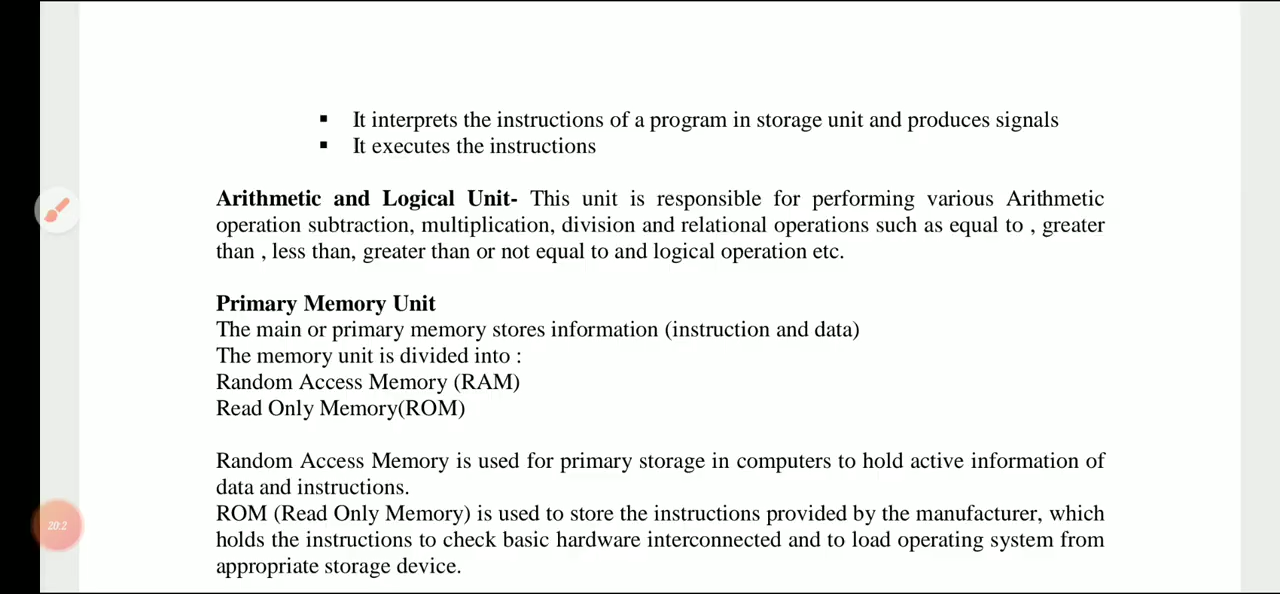 ▪ It interprets the instructions of a program in storage unit and produces signals
▪ It executes the instructions
Arithmetic and Logical Unit- This unit is responsible for performing various Arithmetic
operation subtraction, multiplication, division and relational operations such as equal to , greater
than , less than, greater than or not equal to and logical operation etc.
Primary Memory Unit
The main or primary memory stores information (instruction and data)
The memory unit is divided into :
Random Access Memory (RAM)
Read Only Memory(ROM)
Random Access Memory is used for primary storage in computers to hold active information of
data and instructions.
ROM (Read Only Memory) is used to store the instructions provided by the manufacturer, which
holds the instructions to check basic hardware interconnected and to load operating system from
appropriate storage device.
20:2